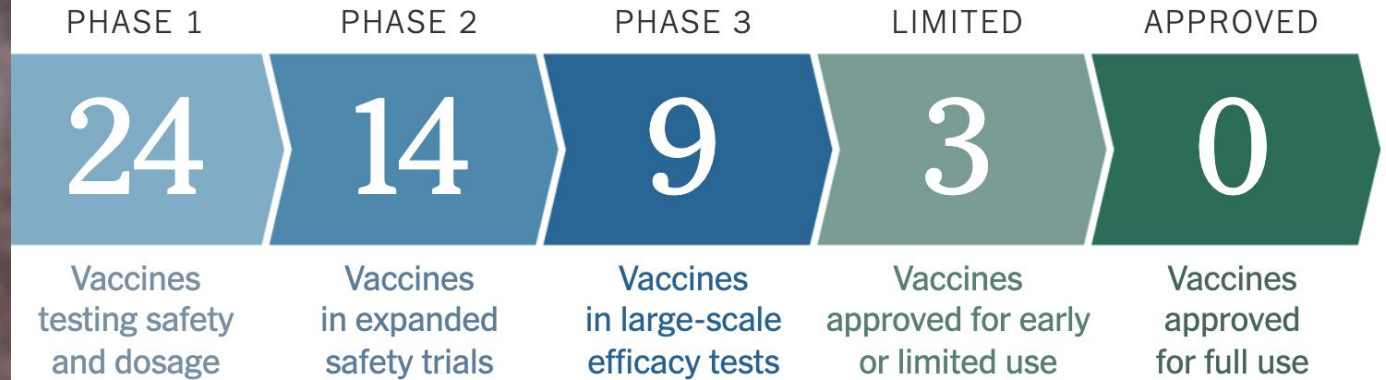 PHASE 1
PHASE 2
PHASE 3
LIMITED
APPROVED
24
14
9
3
0
Vaccines
testing safety
and dosage
Vaccines
in expanded
safety trials
Vaccines
in large-scale
efficacy tests
Vaccines
approved for early
or limited use
Vaccines
approved
for full use